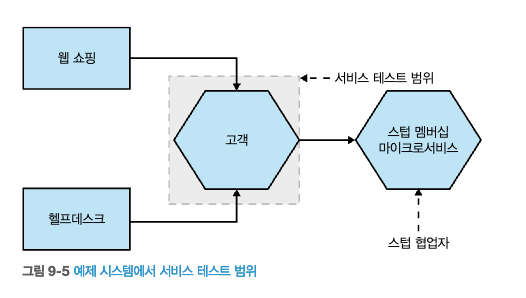 웹 쇼핑
서비스 테스트 범위
고객
스텁 멤버십
마이크로서비스
헬프데스크
스텁 협업자
그림 9-5 예제 시스템에서 서비스 테스트 범위